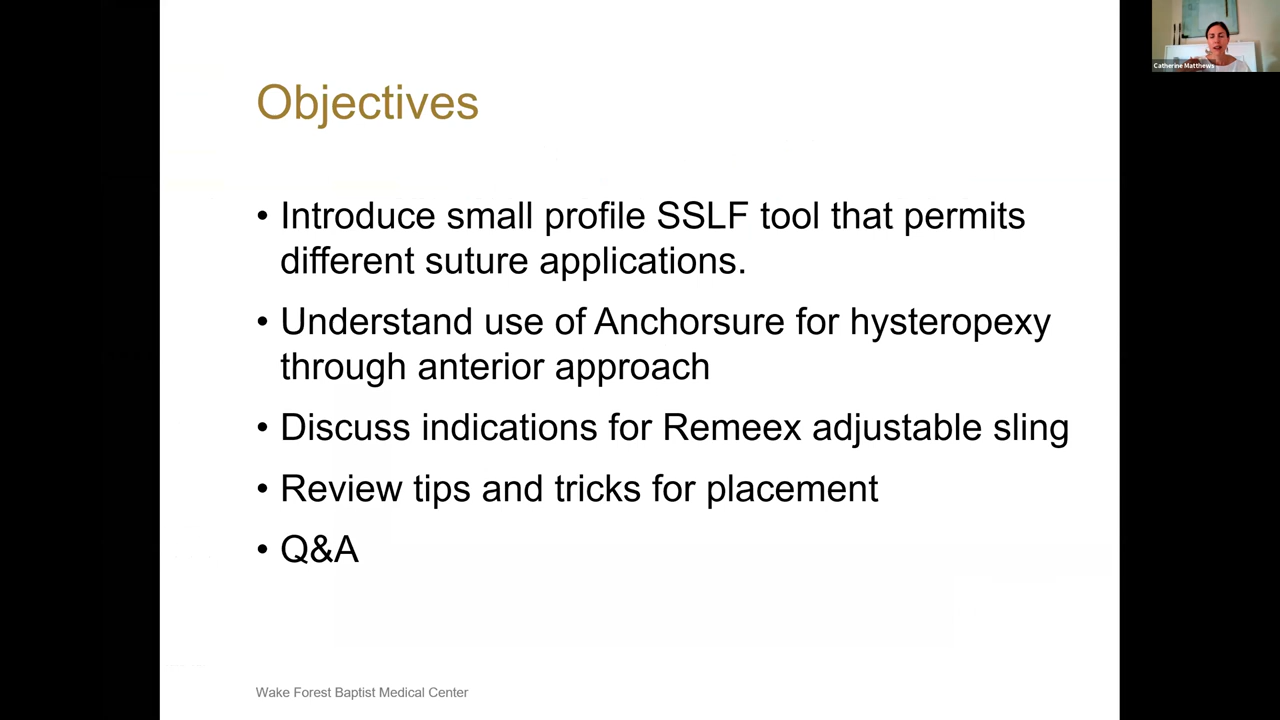 Catherine Matthews
Objectives
• Introduce small profile SSLF tool that permits
different suture applications.
• Understand use of Anchorsure for hysteropexy
through anterior approach
• Discuss indications for Remeex adjustable sling
• Review tips and tricks for placement
• Q&A
Wake Forest Baptist Medical Center